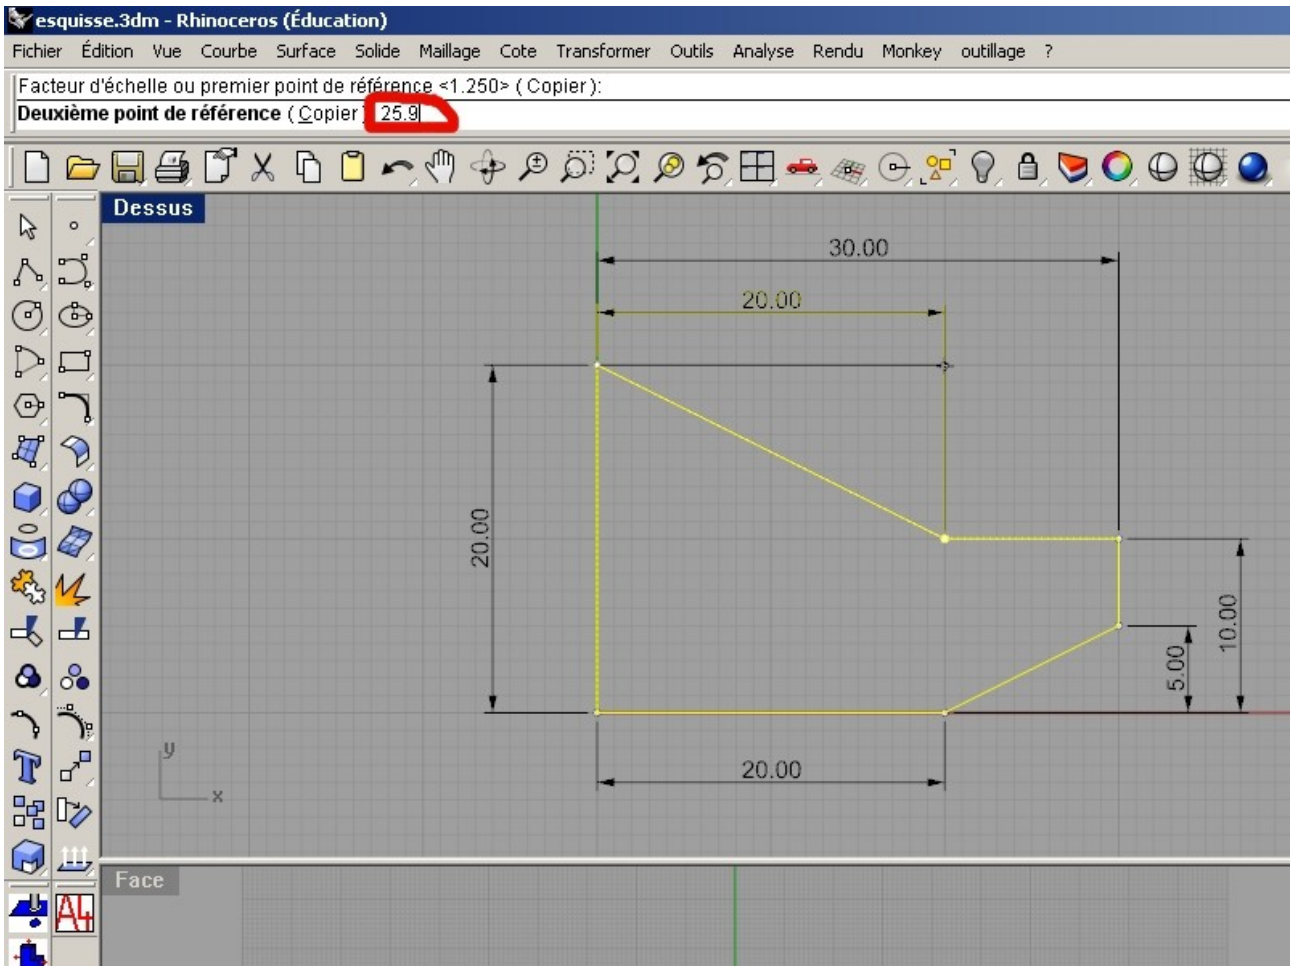 esquisse.3dm - Rhinoceros (Éducation)
Fichier Édition Vue Courbe Surface Solide Maillage Cote Transformer Outils Analyse Rendu Monkey outillage ?
Facteur d'échelle ou premier point de référence <1.250> ( Copier ):
Deuxième point de référence ( Copier ) 25.9
Dessus
30.00
20.00
20.00
10.00
5.00
20.00
y
x
T
Face
A4